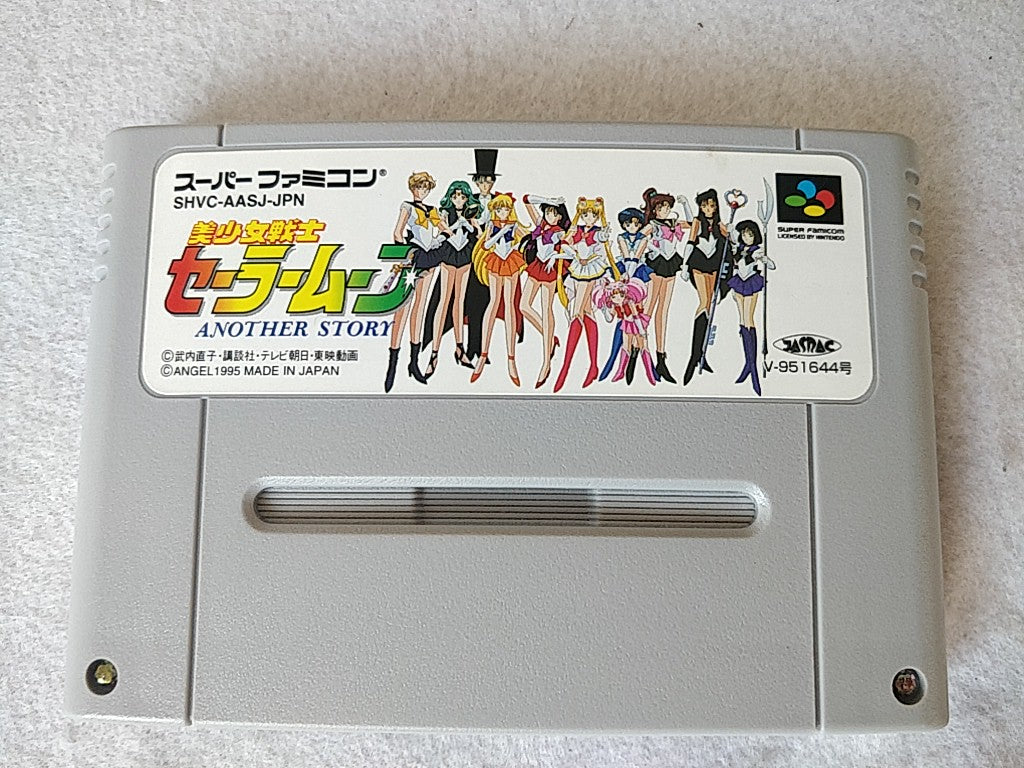 スーパーファミコン®
SHVC-AASJ-JPN
美少女戦士
セーラームーン
ANOTHER STORY
©武内直子・講談社・テレビ朝日・東映動画
©ANGEL1995 MADE IN JAPAN
SUPER FAMICOM
LICENSED BY NINTENDO
JASRAC
V-951644号